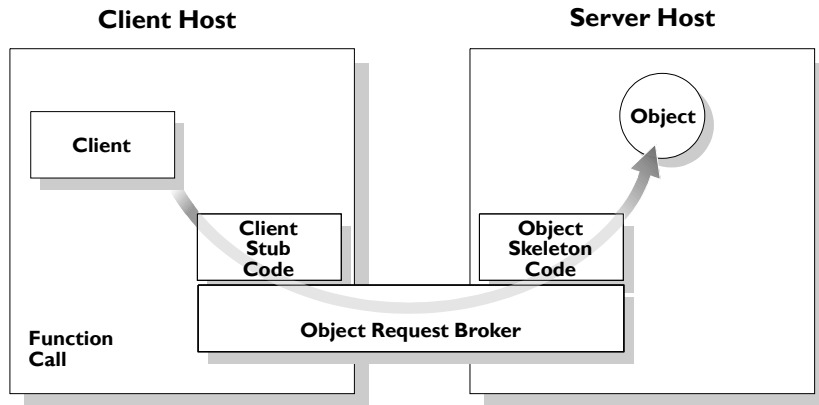 Client Host
Server Host
Client
Object
Client
Stub
Code
Object
Skeleton
Code
Object Request Broker
Function
Call